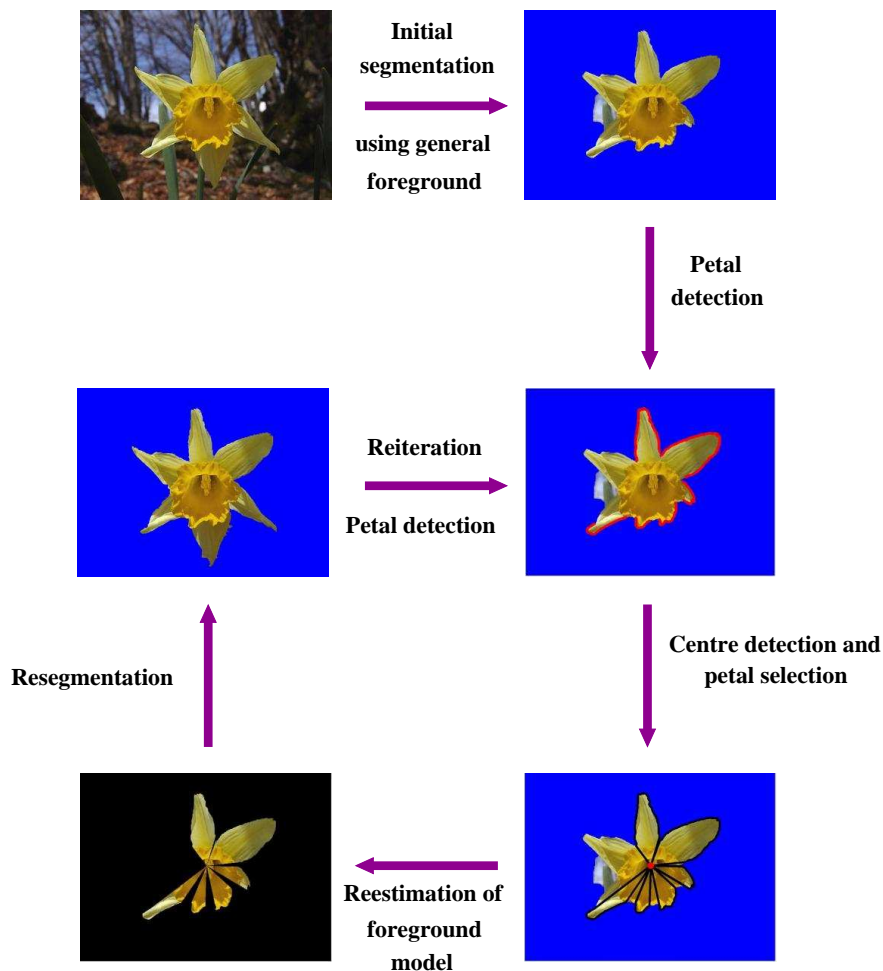 Initial
segmentation
using general
foreground
Petal
detection
Reiteration
Petal detection
Centre detection and
petal selection
Resegmentation
Reestimation of
foreground
model